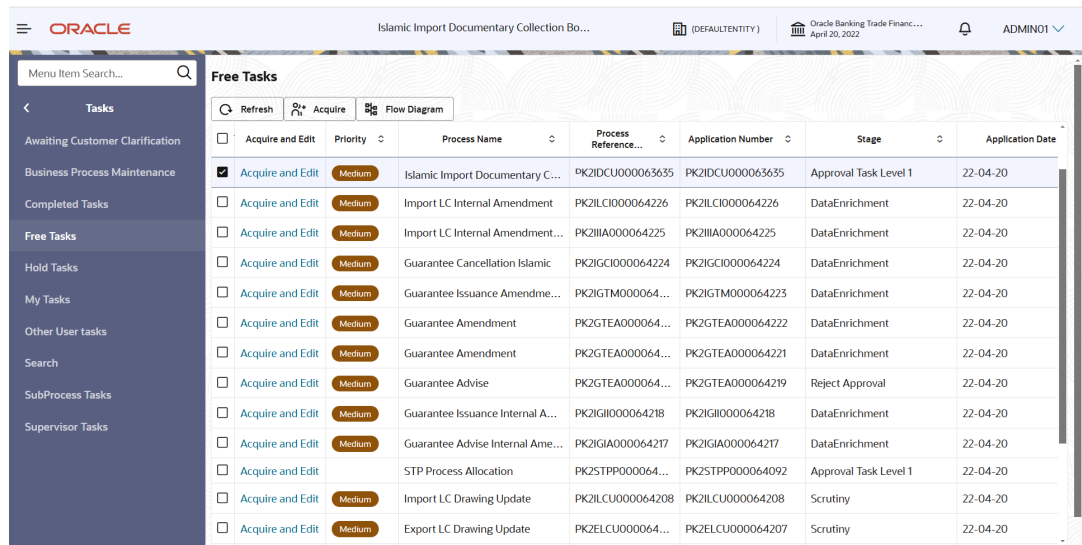 ORACLE
Islamic Import Documentary Collection Bo...
(DEFAULTENTITY )
Oracle Banking Trade Financ...
April 20, 2022
ADMIN01
Menu Item Search...
Tasks
Awaiting Customer Clarification
Business Process Maintenance
Completed Tasks
Free Tasks
Hold Tasks
My Tasks
Other User tasks
Search
SubProcess Tasks
Supervisor Tasks
Free Tasks
Refresh Acquire Flow Diagram
Acquire and Edit Priority Process Name Process Reference... Application Number Stage Application Date
Acquire and Edit Medium Islamic Import Documentary C... PK2IDCU000063635 PK2IDCU000063635 Approval Task Level 1 22-04-20
Acquire and Edit Medium Import LC Internal Amendment PK2ILCI000064226 PK2ILCI000064226 DataEnrichment 22-04-20
Acquire and Edit Medium Import LC Internal Amendment... PK2IIIA000064225 PK2IIIA000064225 DataEnrichment 22-04-20
Acquire and Edit Medium Guarantee Cancellation Islamic PK2IGCI000064224 PK2IGCI000064224 DataEnrichment 22-04-20
Acquire and Edit Medium Guarantee Issuance Amendme... PK2IGTM000064... PK2IGTM000064223 DataEnrichment 22-04-20
Acquire and Edit Medium Guarantee Amendment PK2GTEA000064... PK2GTEA000064222 DataEnrichment 22-04-20
Acquire and Edit Medium Guarantee Amendment PK2GTEA000064... PK2GTEA000064221 DataEnrichment 22-04-20
Acquire and Edit Medium Guarantee Advise PK2GTEA000064... PK2GTEA000064219 Reject Approval 22-04-20
Acquire and Edit Medium Guarantee Issuance Internal A... PK2IGII000064218 PK2IGII000064218 DataEnrichment 22-04-20
Acquire and Edit Medium Guarantee Advise Internal Ame... PK2IGIA000064217 PK2IGIA000064217 DataEnrichment 22-04-20
Acquire and Edit STP Process Allocation PK2STPP000064... PK2STPP000064092 Approval Task Level 1 22-04-20
Acquire and Edit Medium Import LC Drawing Update PK2ILCU000064208 PK2ILCU000064208 Scrutiny 22-04-20
Acquire and Edit Medium Export LC Drawing Update PK2ELCU000064... PK2ELCU000064207 Scrutiny 22-04-20